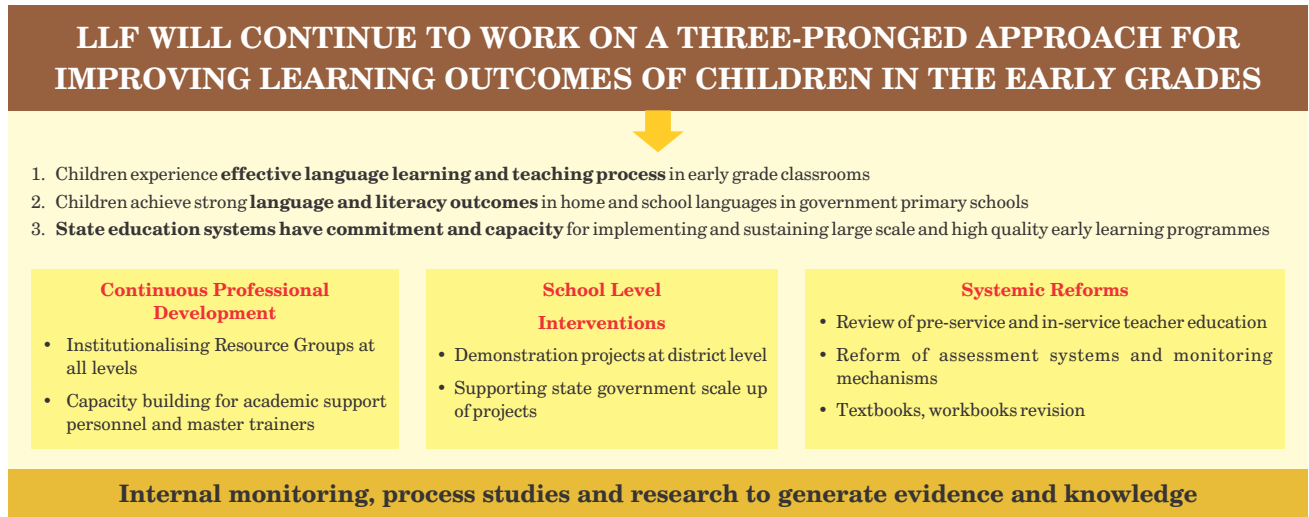 LLF WILL CONTINUE TO WORK ON A THREE-PRONGED APPROACH FOR
IMPROVING LEARNING OUTCOMES OF CHILDREN IN THE EARLY GRADES
1. Children experience effective language learning and teaching process in early grade classrooms
2. Children achieve strong language and literacy outcomes in home and school languages in government primary schools
3. State education systems have commitment and capacity for implementing and sustaining large scale and high quality early learning programmes
Continuous Professional
Development
• Institutionalising Resource Groups at
all levels
• Capacity building for academic support
personnel and master trainers
School Level
Interventions
• Demonstration projects at district level
• Supporting state government scale up
of projects
Systemic Reforms
• Review of pre-service and in-service teacher education
• Reform of assessment systems and monitoring
mechanisms
• Textbooks, workbooks revision
Internal monitoring, process studies and research to generate evidence and knowledge